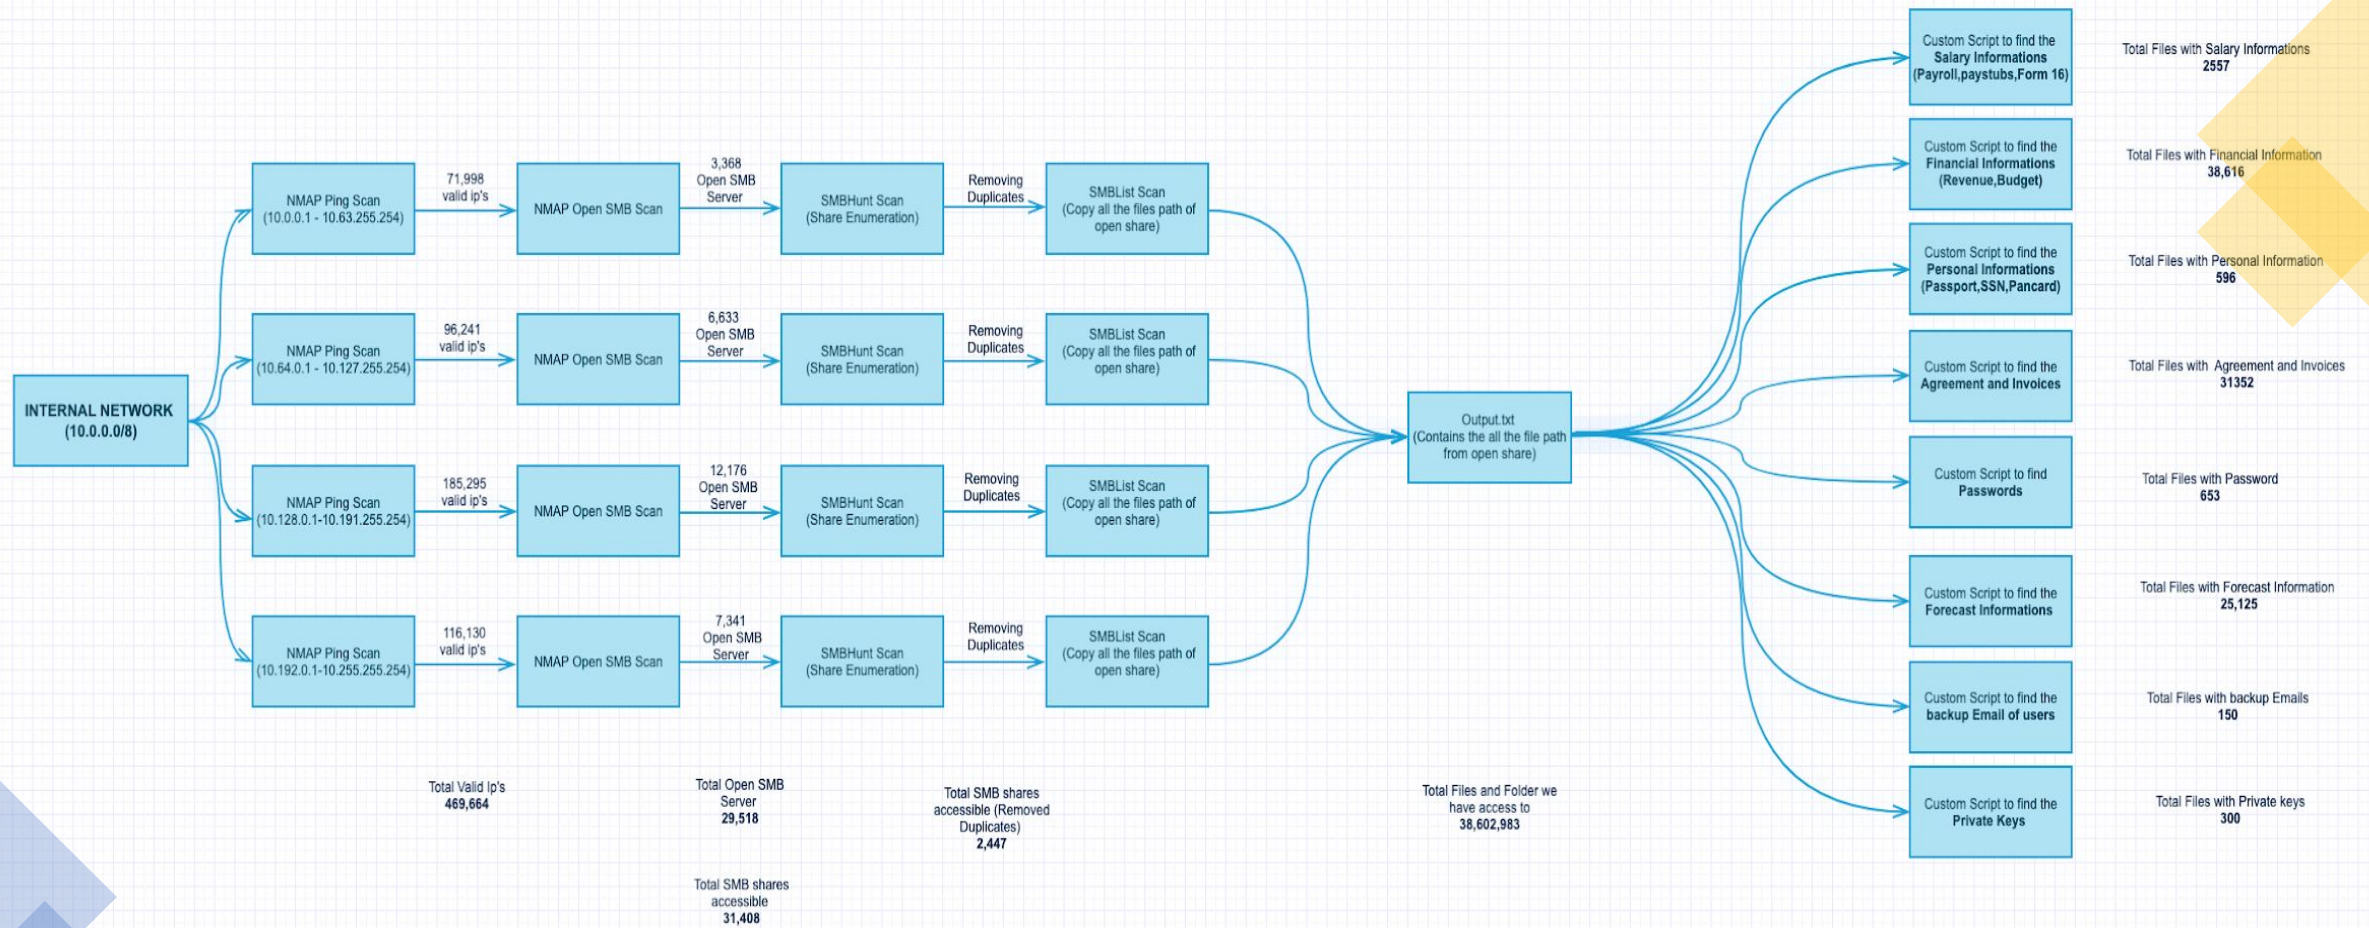 INTERNAL NETWORK
(10.0.0.0/8)
NMAP Ping Scan
(10.0.0.1 - 10.63.255.254)
71,998
valid ip's
NMAP Open SMB Scan
3,368
Open SMB
Server
SMBHunt Scan
(Share Enumeration)
Removing
Duplicates
SMBList Scan
(Copy all the files path of
open share)
NMAP Ping Scan
(10.64.0.1 - 10.127.255.254)
96,241
valid ip's
NMAP Open SMB Scan
6,633
Open SMB
Server
SMBHunt Scan
(Share Enumeration)
Removing
Duplicates
SMBList Scan
(Copy all the files path of
open share)
NMAP Ping Scan
(10.128.0.1-10.191.255.254)
185,295
valid ip's
NMAP Open SMB Scan
12,176
Open SMB
Server
SMBHunt Scan
(Share Enumeration)
Removing
Duplicates
SMBList Scan
(Copy all the files path of
open share)
NMAP Ping Scan
(10.192.0.1-10.255.255.254)
116,130
valid ip's
NMAP Open SMB Scan
7,341
Open SMB
Server
SMBHunt Scan
(Share Enumeration)
Removing
Duplicates
SMBList Scan
(Copy all the files path of
open share)
Total Valid Ip's
469,664
Total Open SMB
Server
29,518
Total SMB shares
accessible
31,408
Total SMB shares
accessible (Removed
Duplicates)
2,447
Output.txt
(Contains the all the file path
from open share)
Total Files and Folder we
have access to
38,602,983
Custom Script to find the
Salary Informations
(Payroll,paystubs,Form 16)
Total Files with Salary Informations
2557
Custom Script to find the
Financial Informations
(Revenue,Budget)
Total Files with Financial Information
38,616
Custom Script to find the
Personal Informations
(Passport,SSN,Pancard)
Total Files with Personal Information
596
Custom Script to find the
Agreement and Invoices
Total Files with Agreement and Invoices
31352
Custom Script to find
Passwords
Total Files with Password
653
Custom Script to find the
Forecast Informations
Total Files with Forecast Information
25,125
Custom Script to find the
backup Email of users
Total Files with backup Emails
150
Custom Script to find the
Private Keys
Total Files with Private keys
300